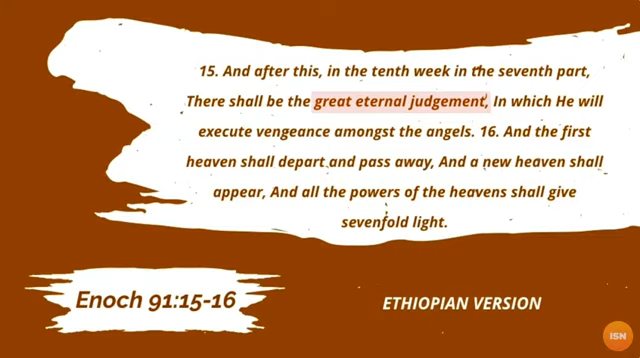 15. And after this, in the tenth week in the seventh part,
There shall be the great eternal judgement, In which He will
execute vengeance amongst the angels. 16. And the first
heaven shall depart and pass away, And a new heaven shall
appear, And all the powers of the heavens shall give
sevenfold light.
Enoch 91:15-16
ETHIOPIAN VERSION
ISN